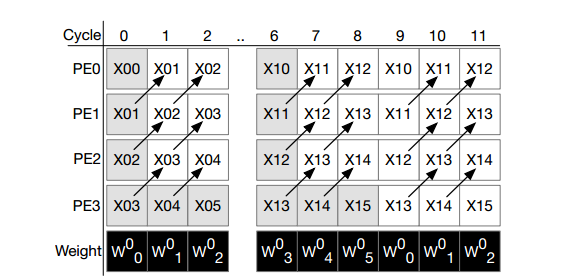 Cycle 0 1 2 .. 6 7 8 9 10 11
PE0 X00 X01 X02 X10 X11 X12 X10 X11 X12
PE1 X01 X02 X03 X11 X12 X13 X11 X12 X13
PE2 X02 X03 X04 X12 X13 X14 X12 X13 X14
PE3 X03 X04 X05 X13 X14 X15 X13 X14 X15
Weight W⁰₀ W⁰₁ W⁰₂ W⁰₃ W⁰₄ W⁰₅ W⁰₀ W⁰₁ W⁰₂